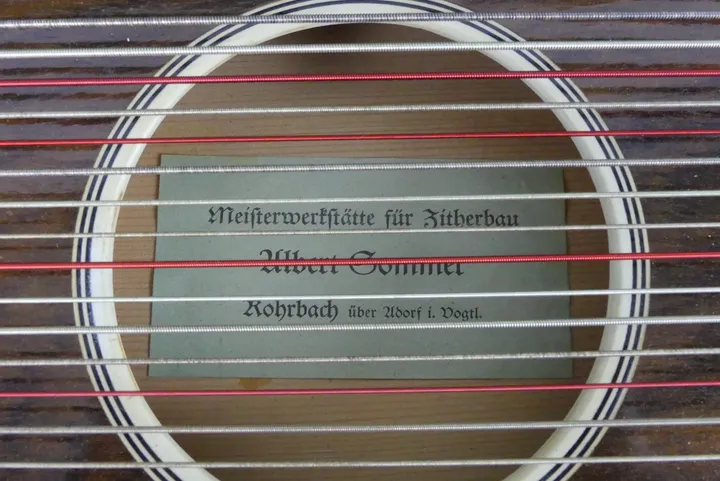 Meisterwerkstätte für Zitherbau
Albert Sommer
Rohrbach über Adorf i. Vogtl.